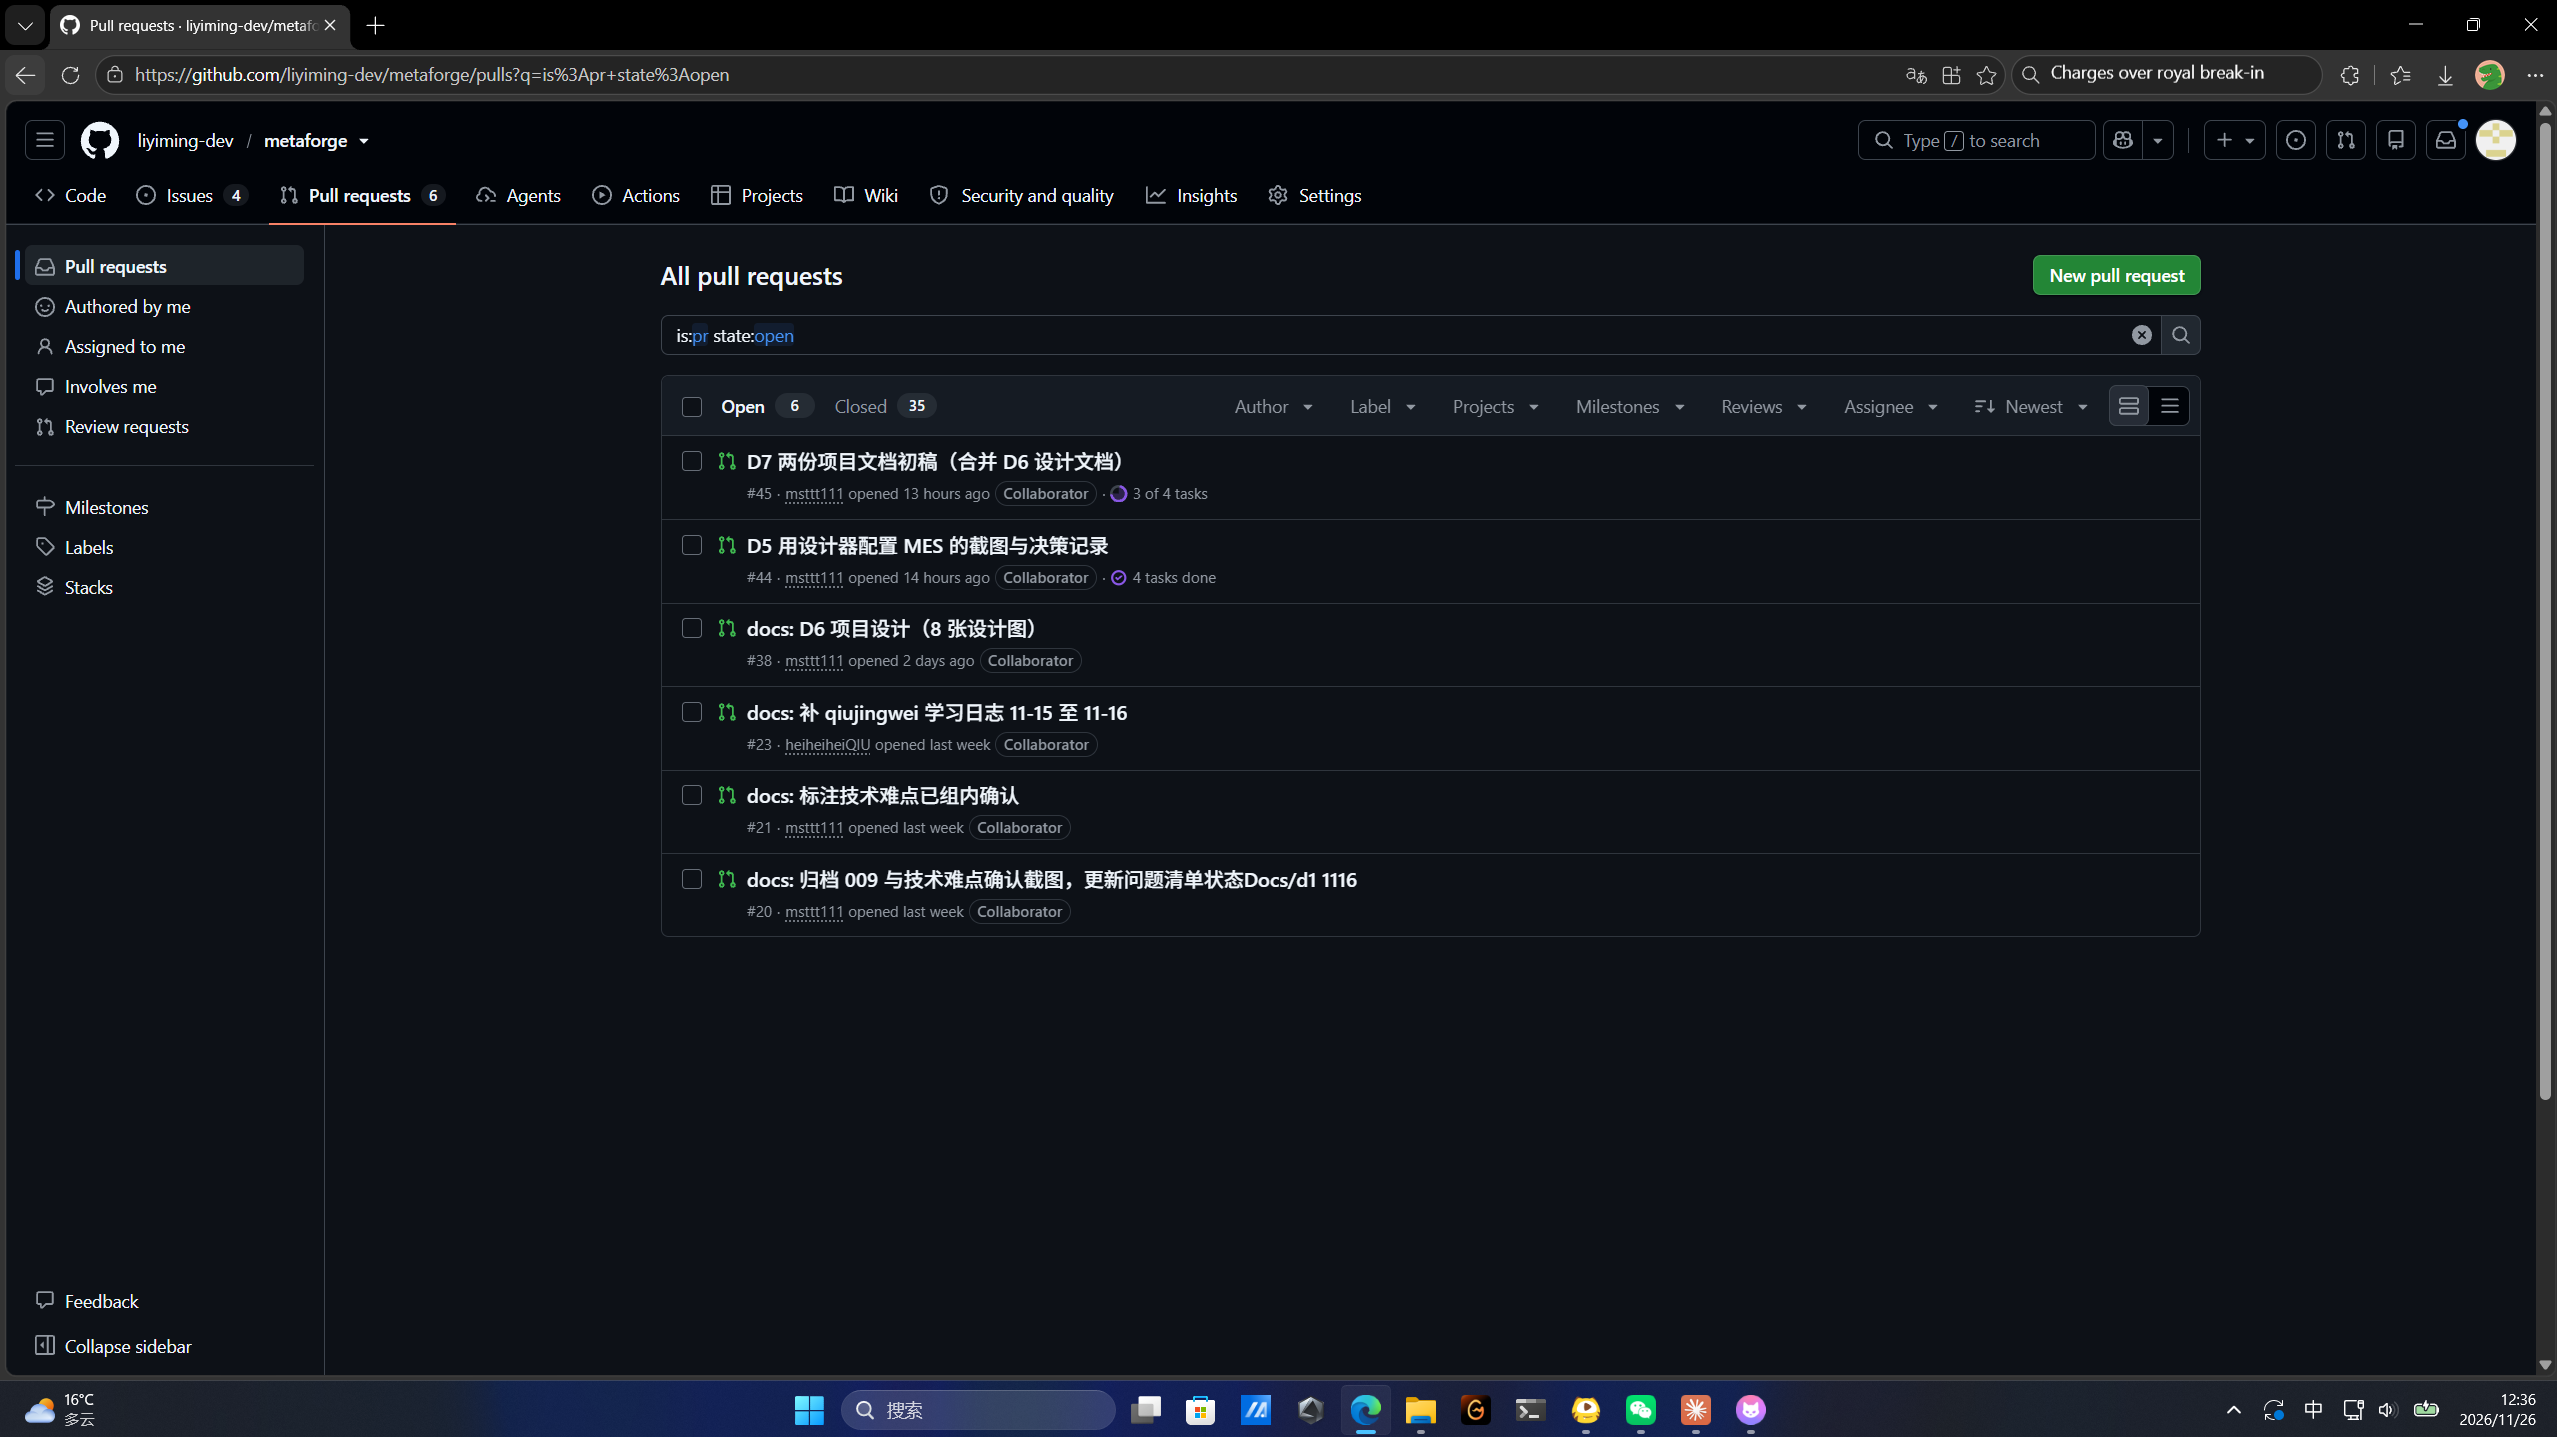 Pull requests · liyiming-dev/metafo
https://github.com/liyiming-dev/metaforge/pulls?q=is%3Apr+state%3Aopen
Charges over royal break-in
liyiming-dev / metaforge
Type / to search
Code
Issues 4
Pull requests 6
Agents
Actions
Projects
Wiki
Security and quality
Insights
Settings
Pull requests
Authored by me
Assigned to me
Involves me
Review requests
Milestones
Labels
Stacks
Feedback
Collapse sidebar
All pull requests
New pull request
is:pr state:open
Open 6
Closed 35
Author
Label
Projects
Milestones
Reviews
Assignee
Newest
D7 两份项目文档初稿（合并 D6 设计文档）
#45 · msttt111 opened 13 hours ago Collaborator · 3 of 4 tasks
D5 用设计器配置 MES 的截图与决策记录
#44 · msttt111 opened 14 hours ago Collaborator · 4 tasks done
docs: D6 项目设计（8 张设计图）
#38 · msttt111 opened 2 days ago Collaborator
docs: 补 qiujingwei 学习日志 11-15 至 11-16
#23 · heiheiheiQIU opened last week Collaborator
docs: 标注技术难点已组内确认
#21 · msttt111 opened last week Collaborator
docs: 归档 009 与技术难点确认截图，更新问题清单状态Docs/d1 1116
#20 · msttt111 opened last week Collaborator
16°C
多云
搜索
中
12:36
2026/11/26